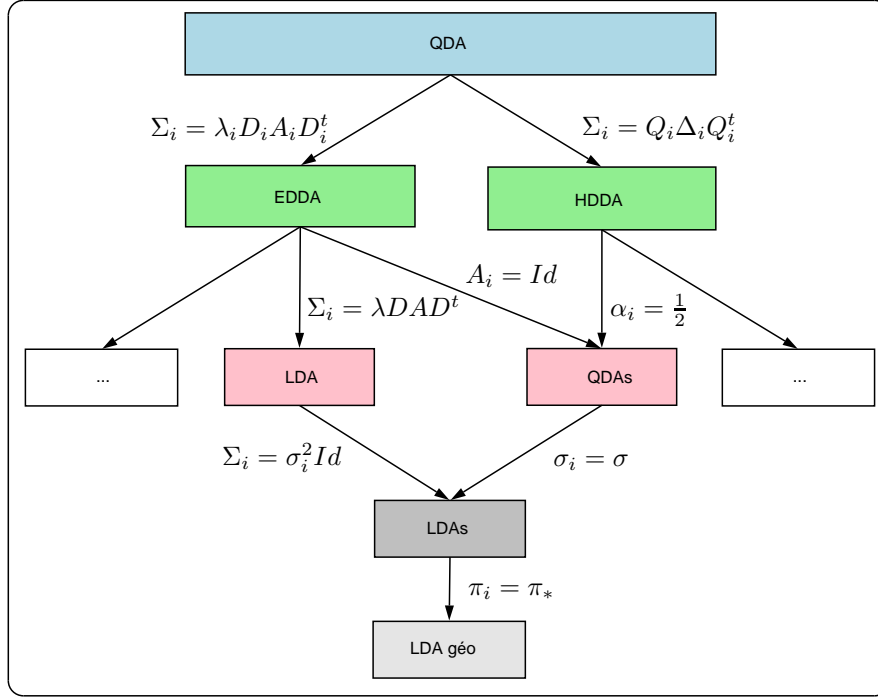 QDA
Σ_i = λ_i D_i A_i D_i^t
Σ_i = Q_i Δ_i Q_i^t
EDDA
HDDA
A_i = Id
Σ_i = λDAD^t
α_i = 1/2
...
LDA
QDAs
...
Σ_i = σ_i^2 Id
σ_i = σ
LDAs
π_i = π_*
LDA géo